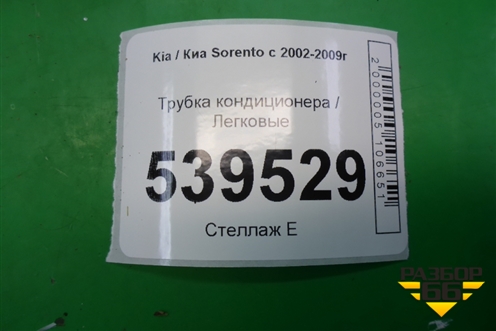 Kia / Киа Sorento с 2002-2009г
Трубка кондиционера /
Легковые
539529
Стеллаж Е
2000005106651
РАЗБОР
66